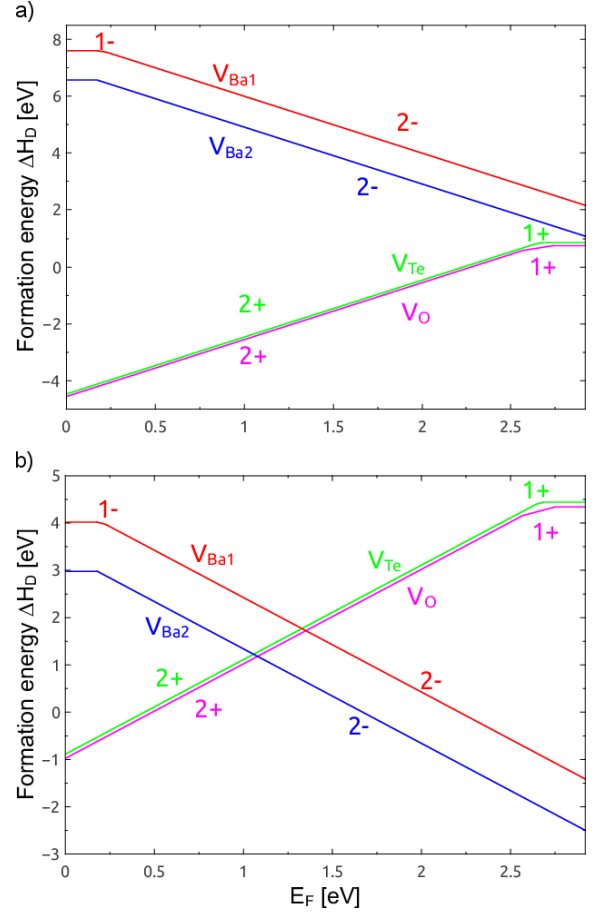 a)
Formation energy ΔH_D [eV]
8
6
4
2
0
−2
−4
1-
V_Ba1
2-
V_Ba2
2-
1+
V_Te
1+
2+
V_O
2+
0 0.5 1 1.5 2 2.5
b)
Formation energy ΔH_D [eV]
5
4
3
2
1
0
−1
−2
−3
1-
1+
V_Ba1
V_Te
1+
V_O
V_Ba2
2+
2+
2-
2-
0 0.5 1 1.5 2 2.5
E_F [eV]